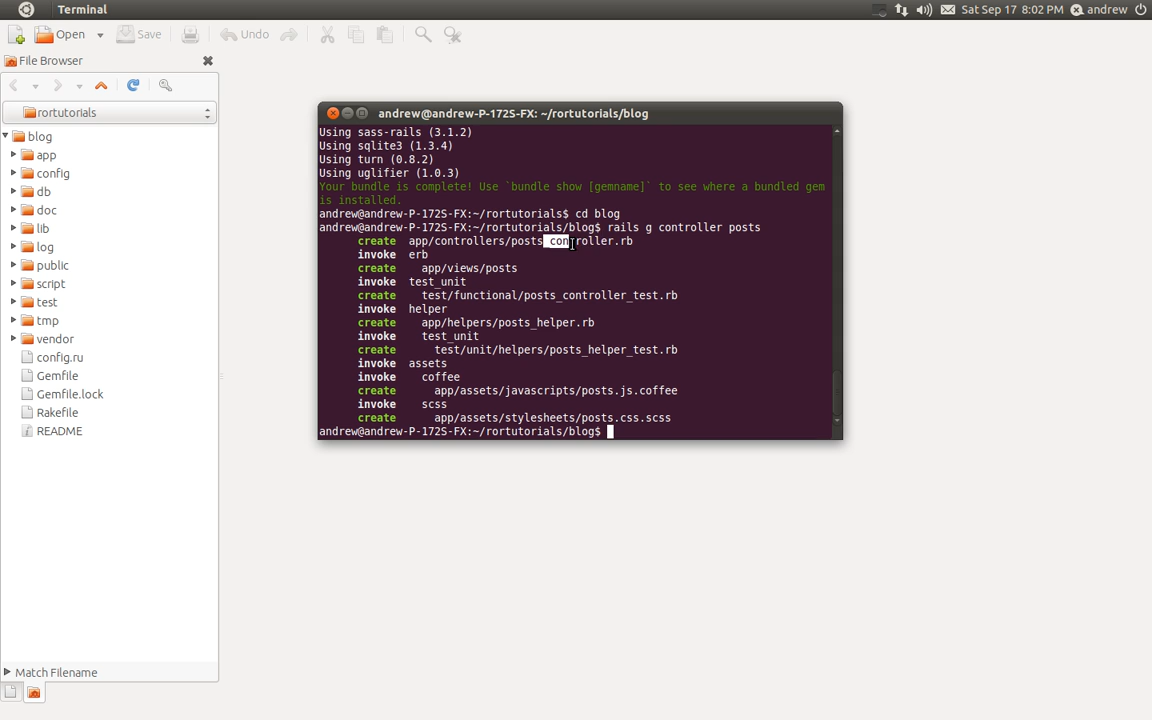 Terminal
Sat Sep 17 8:02 PM
andrew
Open
Save
Undo
File Browser
rortutorials
blog
app
config
db
doc
lib
log
public
script
test
tmp
vendor
config.ru
Gemfile
Gemfile.lock
Rakefile
README
Match Filename
andrew@andrew-P-172S-FX: ~/rortutorials/blog
Using sass-rails (3.1.2)
Using sqlite3 (1.3.4)
Using turn (0.8.2)
Using uglifier (1.0.3)
Your bundle is complete! Use `bundle show [gemname]` to see where a bundled gem
is installed.
andrew@andrew-P-172S-FX:~/rortutorials$ cd blog
andrew@andrew-P-172S-FX:~/rortutorials/blog$ rails g controller posts
create app/controllers/posts_controller.rb
invoke erb
create app/views/posts
invoke test_unit
create test/functional/posts_controller_test.rb
invoke helper
create app/helpers/posts_helper.rb
invoke test_unit
create test/unit/helpers/posts_helper_test.rb
invoke assets
invoke coffee
create app/assets/javascripts/posts.js.coffee
invoke scss
create app/assets/stylesheets/posts.css.scss
andrew@andrew-P-172S-FX:~/rortutorials/blog$